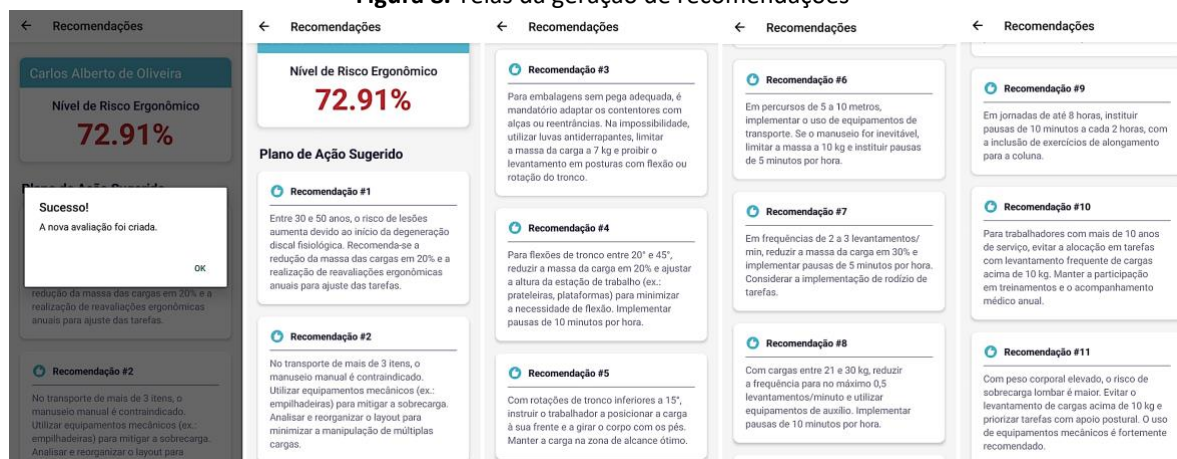 Figura 8. Telas da geração de recomendações
← Recomendações
Carlos Alberto de Oliveira
Nível de Risco Ergonômico
72.91%
Plano de Ação Sugerido
Sucesso!
A nova avaliação foi criada.
OK
redução da massa das cargas em 20% e a
realização de reavaliações ergonômicas
anuais para ajuste das tarefas.
Recomendação #2
No transporte de mais de 3 itens, o
manuseio manual é contraindicado.
Utilizar equipamentos mecânicos (ex.:
empilhadeiras) para mitigar a sobrecarga.
Analisar e reorganizar o layout para
← Recomendações
Nível de Risco Ergonômico
72.91%
Plano de Ação Sugerido
Recomendação #1
Entre 30 e 50 anos, o risco de lesões
aumenta devido ao início da degeneração
discal fisiológica. Recomenda-se a
redução da massa das cargas em 20% e a
realização de reavaliações ergonômicas
anuais para ajuste das tarefas.
Recomendação #2
No transporte de mais de 3 itens, o
manuseio manual é contraindicado.
Utilizar equipamentos mecânicos (ex.:
empilhadeiras) para mitigar a sobrecarga.
Analisar e reorganizar o layout para
minimizar a manipulação de múltiplas
cargas.
← Recomendações
Recomendação #3
Para embalagens sem pega adequada, é
mandatório adaptar os contentores com
alças ou reentrâncias. Na impossibilidade,
utilizar luvas antiderrapantes, limitar
a massa da carga a 7 kg e proibir o
levantamento em posturas com flexão ou
rotação do tronco.
Recomendação #4
Para flexões de tronco entre 20° e 45°,
reduzir a massa da carga em 20% e ajustar
a altura da estação de trabalho (ex.:
prateleiras, plataformas) para minimizar
a necessidade de flexão. Implementar
pausas de 10 minutos por hora.
Recomendação #5
Com rotações de tronco inferiores a 15°,
instruir o trabalhador a posicionar a carga
à sua frente e a girar o corpo com os pés.
Manter a carga na zona de alcance ótimo.
← Recomendações
Recomendação #6
Em percursos de 5 a 10 metros,
implementar o uso de equipamentos de
transporte. Se o manuseio for inevitável,
limitar a massa a 10 kg e instituir pausas
de 5 minutos por hora.
Recomendação #7
Em frequências de 2 a 3 levantamentos/
min, reduzir a massa da carga em 30% e
implementar pausas de 5 minutos por hora.
Considerar a implementação de rodízio de
tarefas.
Recomendação #8
Com cargas entre 21 e 30 kg, reduzir
a frequência para no máximo 0,5
levantamentos/minuto e utilizar
equipamentos de auxílio. Implementar
pausas de 10 minutos por hora.
← Recomendações
Recomendação #9
Em jornadas de até 8 horas, instituir
pausas de 10 minutos a cada 2 horas, com
a inclusão de exercícios de alongamento
para a coluna.
Recomendação #10
Para trabalhadores com mais de 10 anos
de serviço, evitar a alocação em tarefas
com levantamento frequente de cargas
acima de 10 kg. Manter a participação
em treinamentos e o acompanhamento
médico anual.
Recomendação #11
Com peso corporal elevado, o risco de
sobrecarga lombar é maior. Evitar o
levantamento de cargas acima de 10 kg e
priorizar tarefas com apoio postural. O uso
de equipamentos mecânicos é fortemente
recomendado.